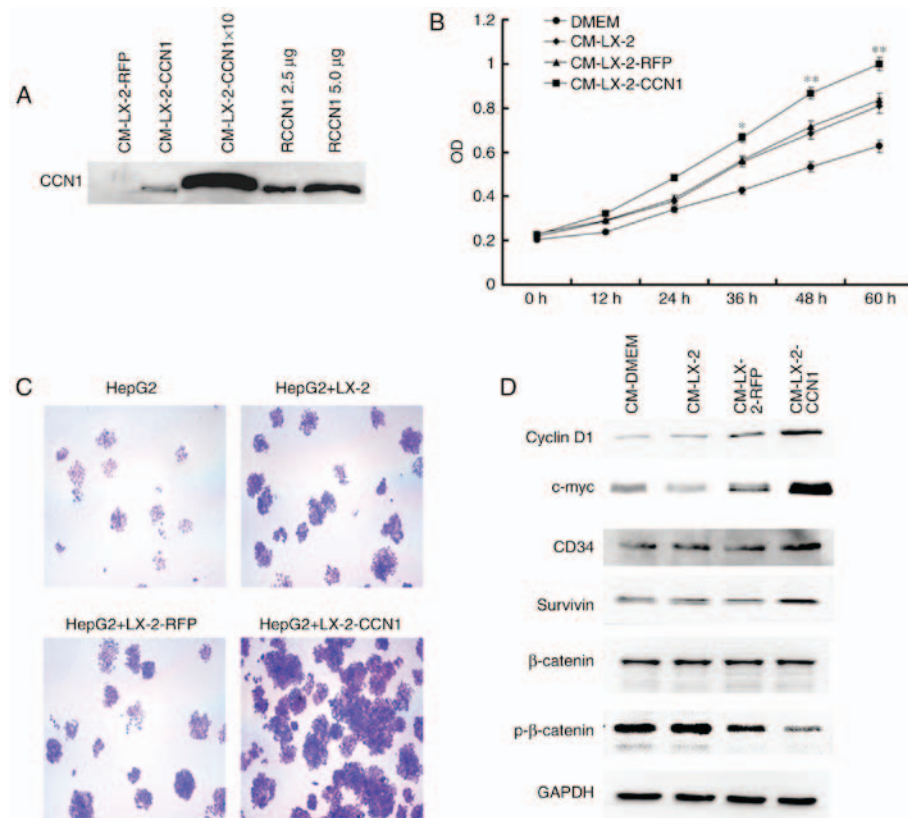 A
CM-LX-2-RFP
CM-LX-2-CCN1
CM-LX-2-CCN1×10
RCCN1 2.5 μg
RCCN1 5.0 μg
CCN1
B
DMEM
CM-LX-2
CM-LX-2-RFP
CM-LX-2-CCN1
OD
1.2
1
0.8
0.6
0.4
0.2
0
* ** **
0 h 12 h 24 h 36 h 48 h 60 h
C
HepG2 HepG2+LX-2
HepG2+LX-2-RFP HepG2+LX-2-CCN1
D
CM-DMEM
CM-LX-2
CM-LX-
2-RFP
CM-LX-2-
CCN1
Cyclin D1
c-myc
CD34
Survivin
β-catenin
p-β-catenin
GAPDH